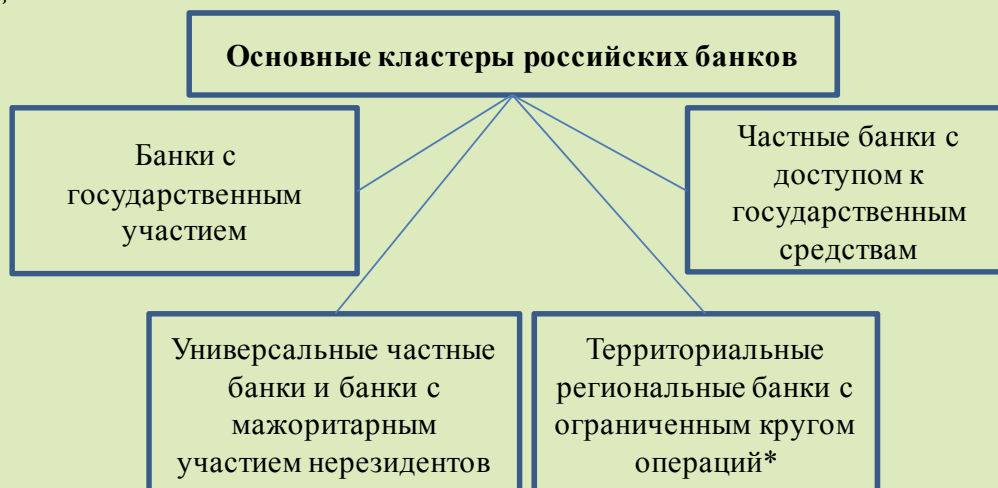 Основные кластеры российских банков
Банки с
государственным
участием
Частные банки с
доступом к
государственным
средствам
Универсальные частные
банки и банки с
мажоритарным
участием нерезидентов
Территориальные
региональные банки с
ограниченным кругом
операций*